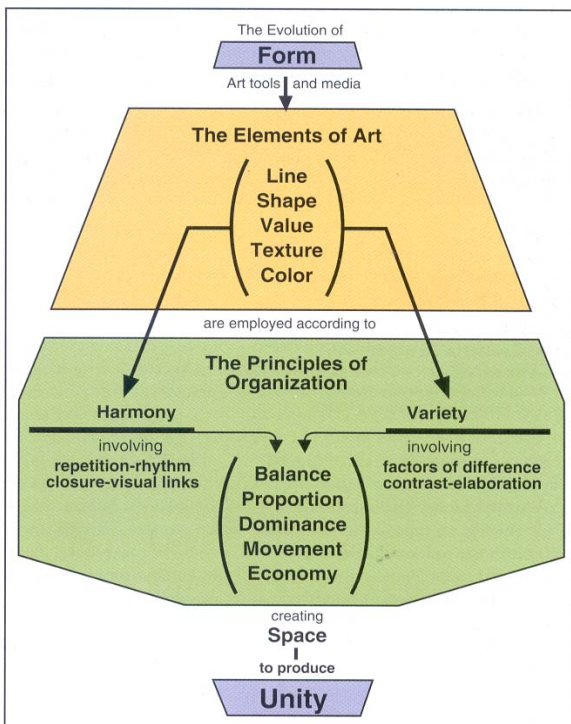 The Evolution of
Form
Art tools and media
The Elements of Art
Line
Shape
Value
Texture
Color
are employed according to
The Principles of
Organization
Harmony
involving
repetition-rhythm
closure-visual links
Variety
involving
factors of difference
contrast-elaboration
Balance
Proportion
Dominance
Movement
Economy
creating
Space
to produce
Unity